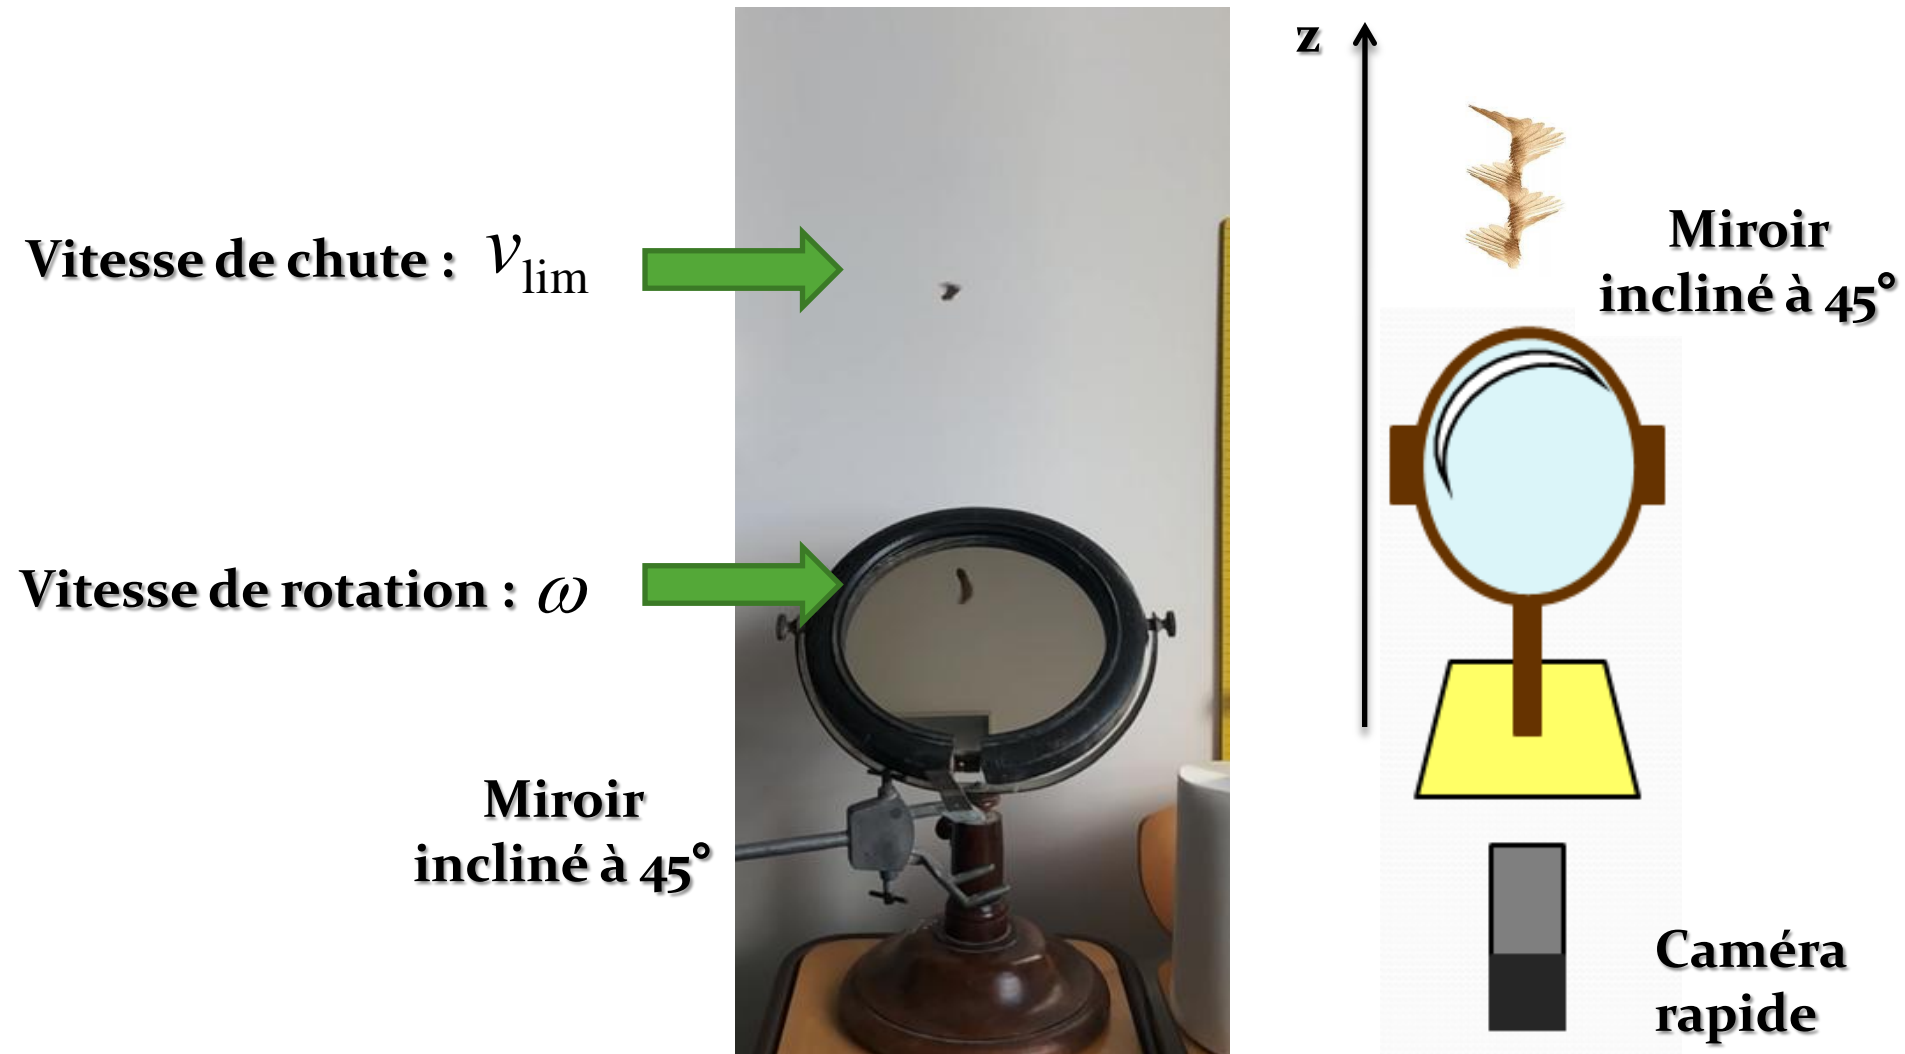 z
Vitesse de chute : v_lim
Miroir
incliné à 45°
Vitesse de rotation : ω
Miroir
incliné à 45°
Caméra
rapide